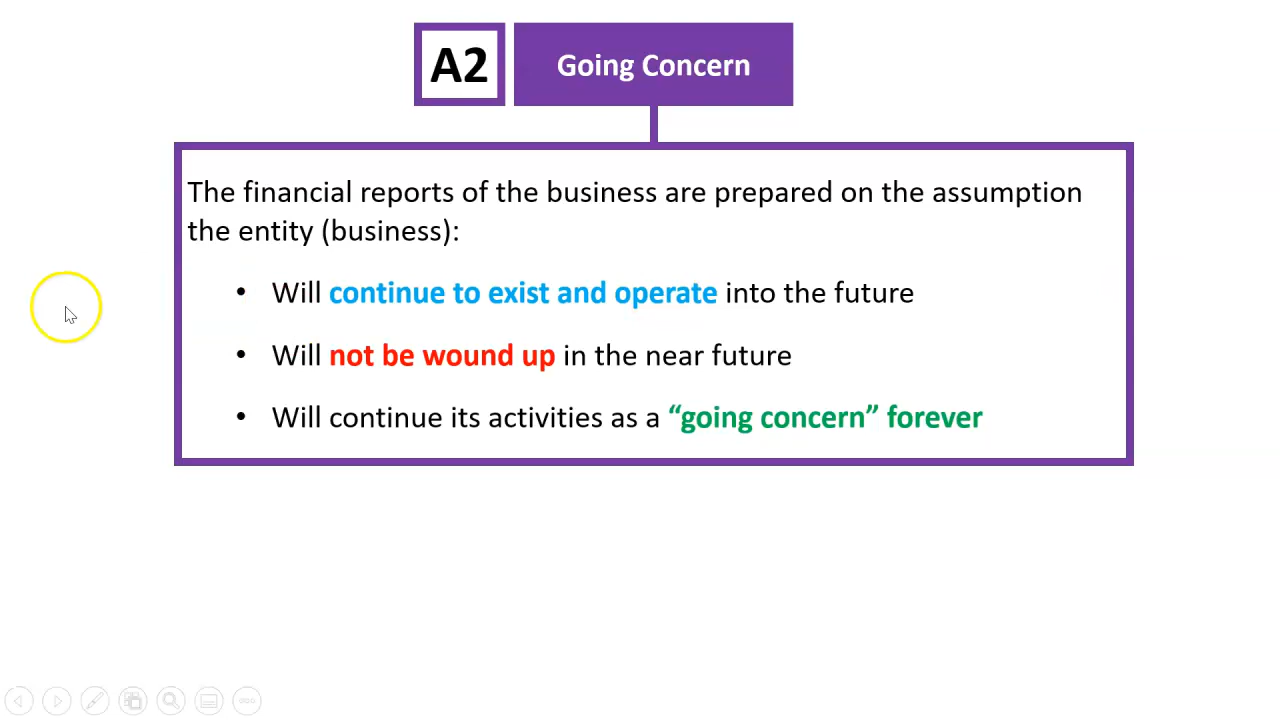 A2
Going Concern
The financial reports of the business are prepared on the assumption
the entity (business):
• Will continue to exist and operate into the future
• Will not be wound up in the near future
• Will continue its activities as a “going concern” forever